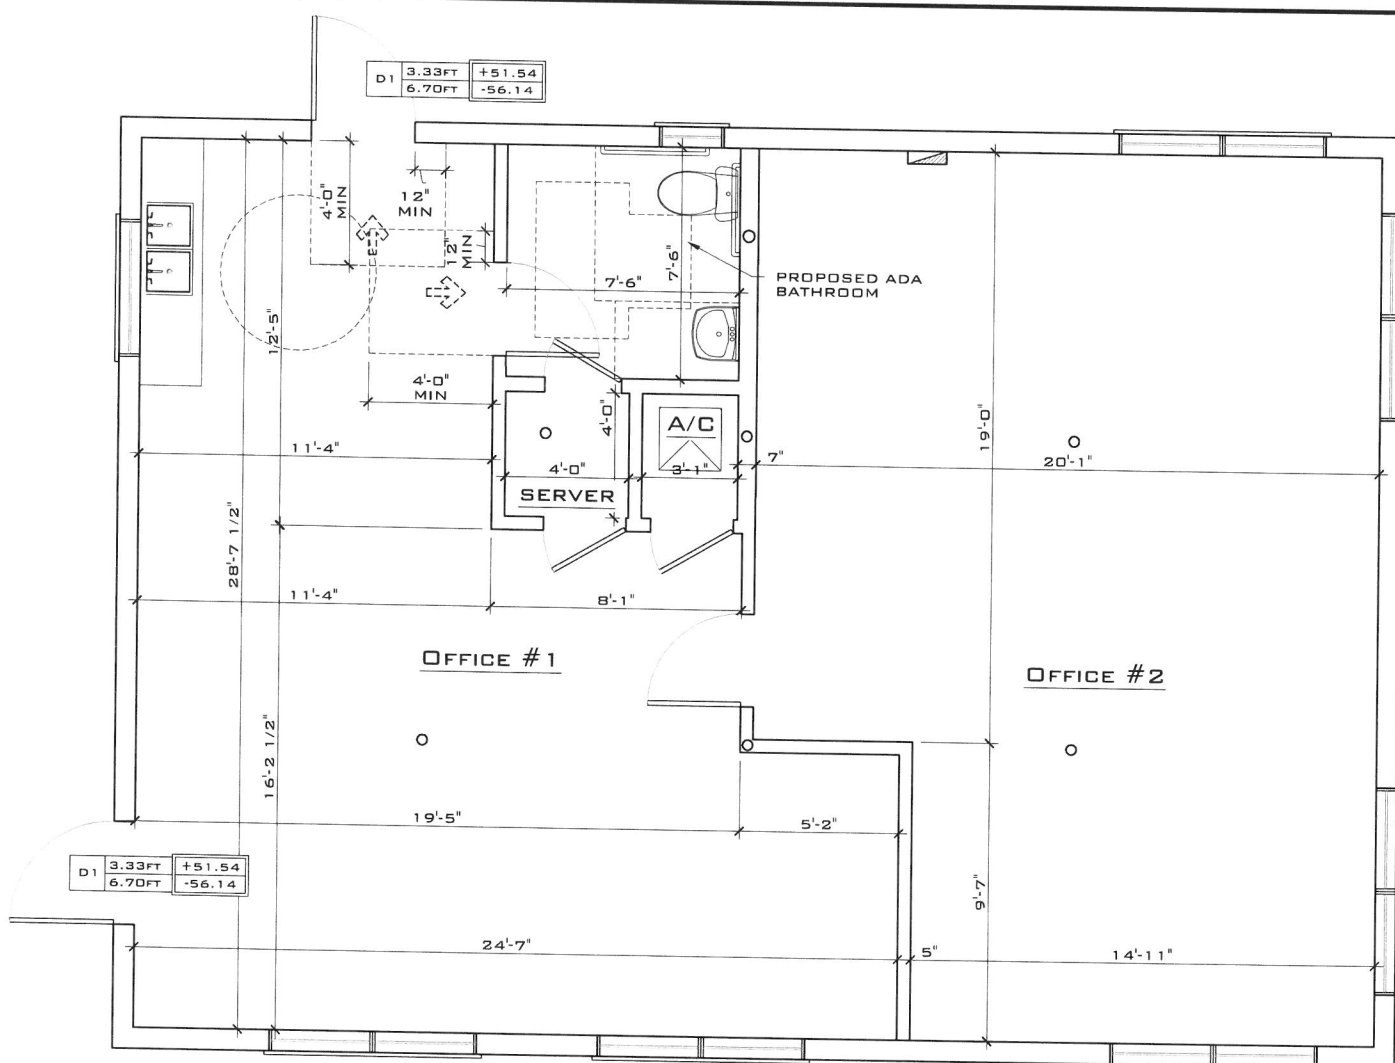 D1 3.33FT +51.54
6.70FT -56.14
4'-0"
MIN
12"
MIN
12"
MIN
7'-6"
7'-6"
PROPOSED ADA
BATHROOM
12'-5"
4'-0"
MIN
4'-0"
A/C
11'-4"
4'-0"
3'-1"
7"
19'-0"
20'-1"
SERVER
28'-7 1/2"
11'-4"
8'-1"
OFFICE #1
OFFICE #2
16'-2 1/2"
19'-5"
5'-2"
D1 3.33FT +51.54
6.70FT -56.14
9'-7"
24'-7"
5"
14'-11"